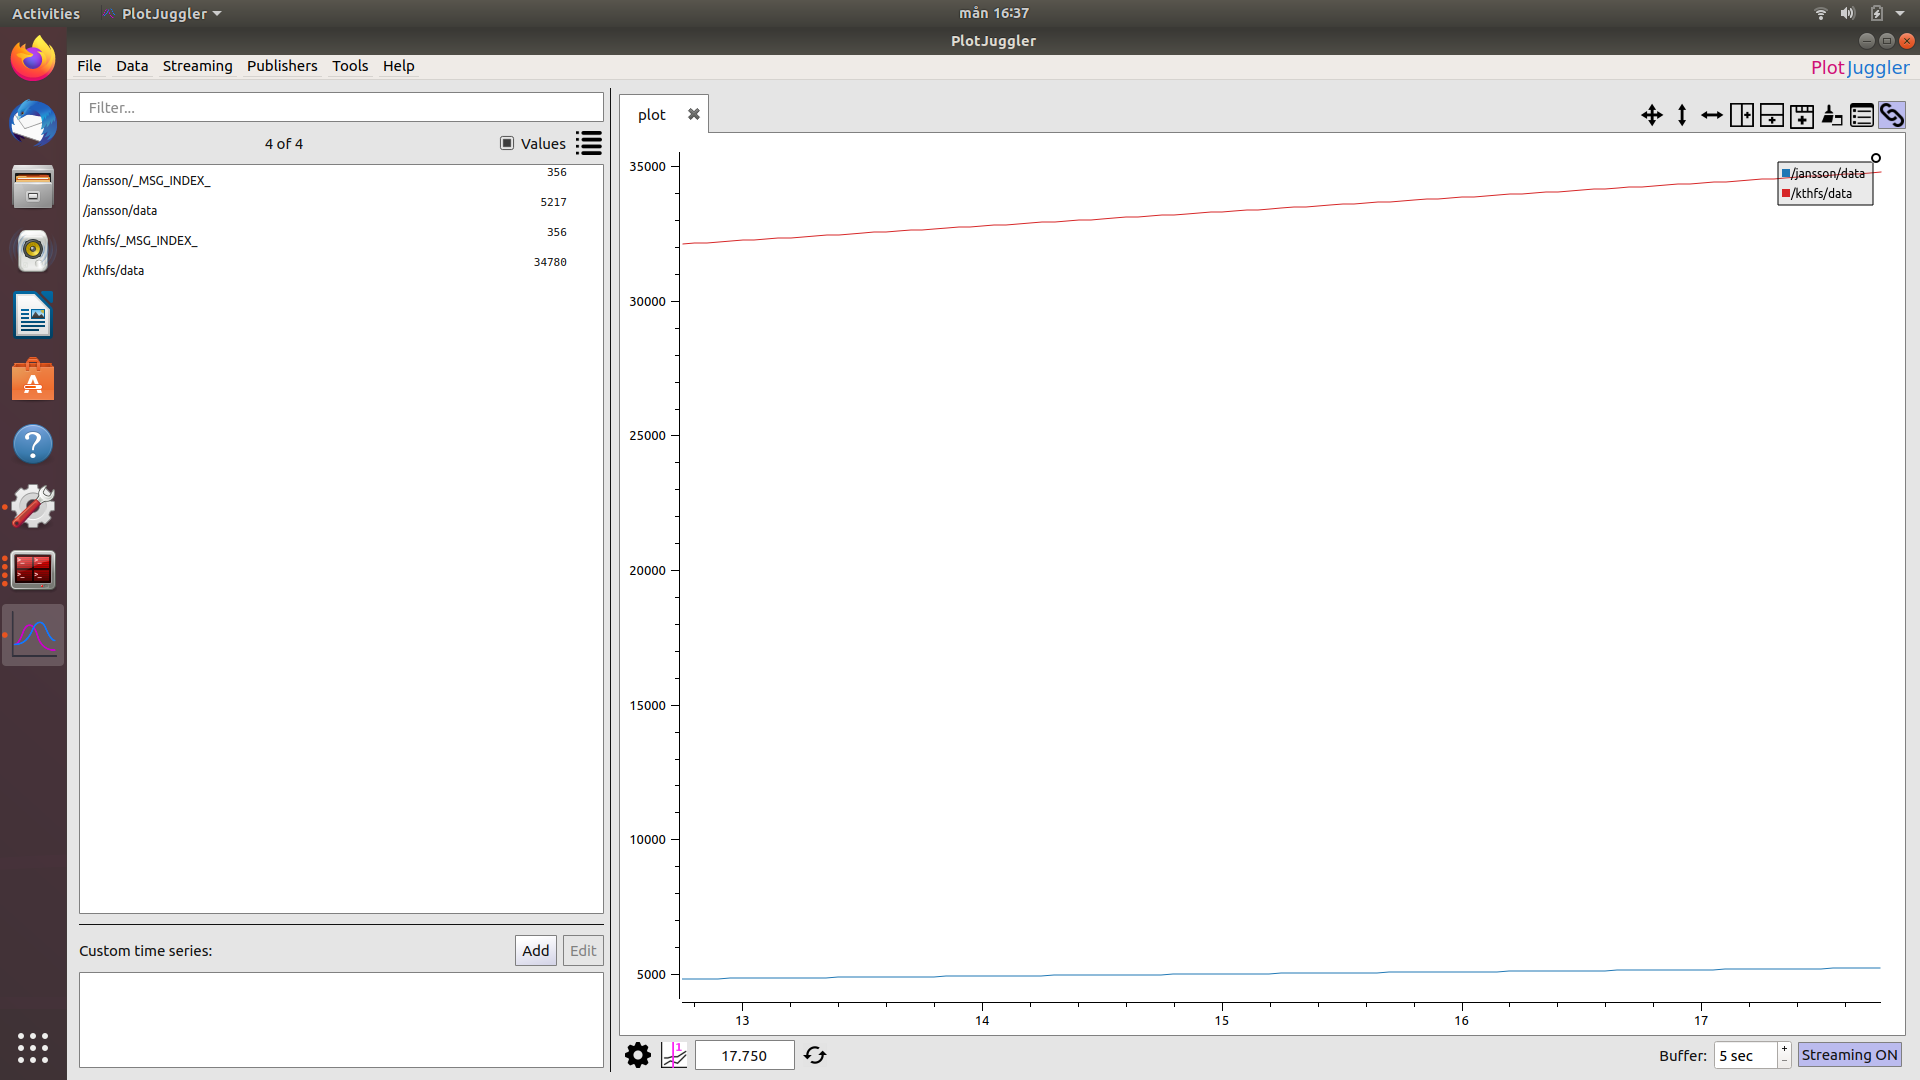 Activities PlotJuggler mån 16:37
PlotJuggler
File Data Streaming Publishers Tools Help PlotJuggler
Filter...
4 of 4 Values
/jansson/_MSG_INDEX_ 356
/jansson/data 5217
/kthfs/_MSG_INDEX_ 356
/kthfs/data 34780
Custom time series: Add Edit
plot
35000
30000
25000
20000
15000
10000
5000
/jansson/data
/kthfs/data
13 14 15 16 17
1
17.750 Buffer: 5 sec Streaming ON